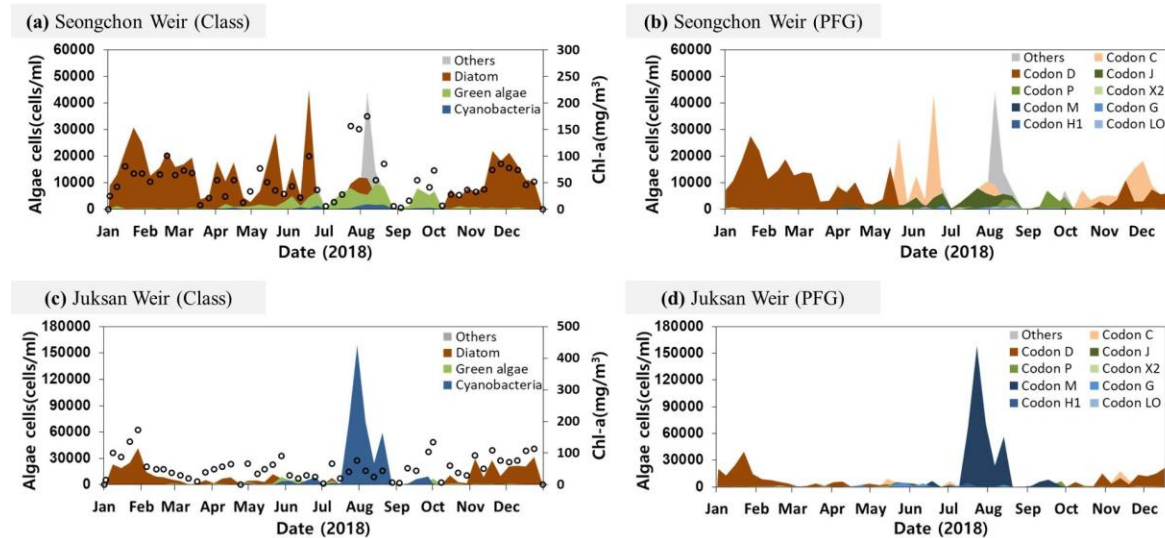 (a) Seongchon Weir (Class)
60000
50000
40000
30000
20000
10000
0
Algae cells(cells/ml)
300
250
200
150
100
50
0
Chl-a(mg/m³)
Others
Diatom
Green algae
Cyanobacteria
Jan Feb Mar Apr May Jun Jul Aug Sep Oct Nov Dec
Date (2018)
(b) Seongchon Weir (PFG)
60000
50000
40000
30000
20000
10000
0
Algae cells(cells/ml)
Others Codon C
Codon D Codon J
Codon P Codon X2
Codon M Codon G
Codon H1 Codon LO
Jan Feb Mar Apr May Jun Jul Aug Sep Oct Nov Dec
Date (2018)
(c) Juksan Weir (Class)
180000
150000
120000
90000
60000
30000
0
Algae cells(cells/ml)
500
400
300
200
100
0
Chl-a(mg/m³)
Others
Diatom
Green algae
Cyanobacteria
Jan Feb Mar Apr May Jun Jul Aug Sep Oct Nov Dec
Date (2018)
(d) Juksan Weir (PFG)
180000
150000
120000
90000
60000
30000
0
Algae cells(cells/ml)
Others Codon C
Codon D Codon J
Codon P Codon X2
Codon M Codon G
Codon H1 Codon LO
Jan Feb Mar Apr May Jun Jul Aug Sep Oct Nov Dec
Date (2018)